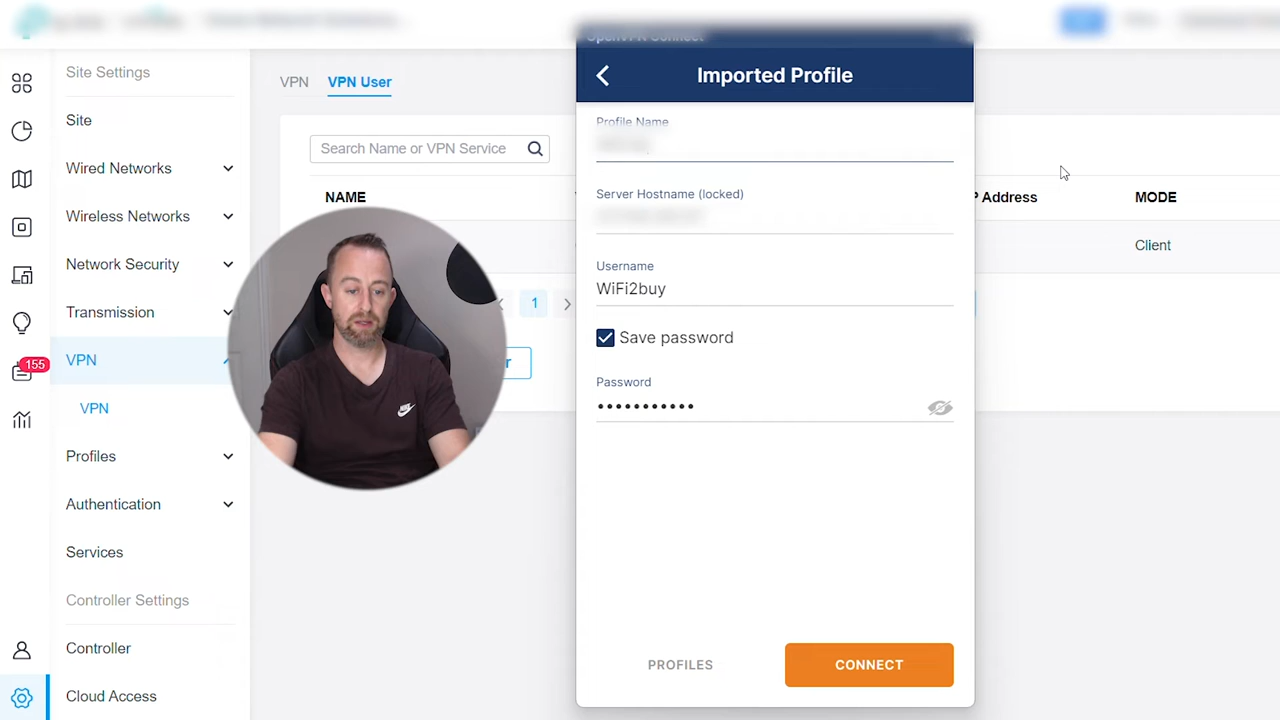 Site Settings
Site
Wired Networks
Wireless Networks
Network Security
Transmission
VPN
VPN
Profiles
Authentication
Services
Controller Settings
Controller
Cloud Access
155
VPN
VPN User
Search Name or VPN Service
NAME
Address
MODE
Client
1
OpenVPN Connect
Imported Profile
Profile Name
Server Hostname (locked)
Username
WiFi2buy
Save password
Password
•••••••••••
PROFILES
CONNECT